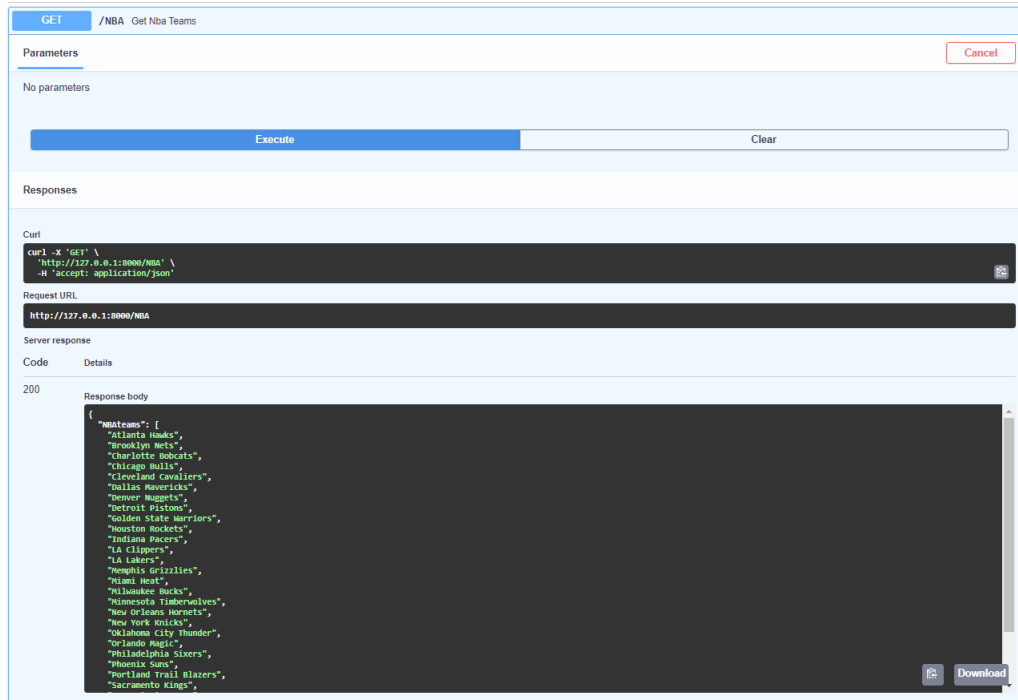 GET /NBA Get Nba Teams
Parameters
Cancel
No parameters
Execute
Clear
Responses
Curl
curl -X 'GET' \
'http://127.0.0.1:8000/NBA' \
-H 'accept: application/json'
Request URL
http://127.0.0.1:8000/NBA
Server response
Code Details
200
Response body
{
"NBAteams": [
"Atlanta Hawks",
"Brooklyn Nets",
"Charlotte Bobcats",
"Chicago Bulls",
"Cleveland Cavaliers",
"Dallas Mavericks",
"Denver Nuggets",
"Detroit Pistons",
"Golden State Warriors",
"Houston Rockets",
"Indiana Pacers",
"LA Clippers",
"LA Lakers",
"Memphis Grizzlies",
"Miami Heat",
"Milwaukee Bucks",
"Minnesota Timberwolves",
"New Orleans Hornets",
"New York Knicks",
"Oklahoma City Thunder",
"Orlando Magic",
"Philadelphia Sixers",
"Phoenix Suns",
"Portland Trail Blazers",
"Sacramento Kings",
Download